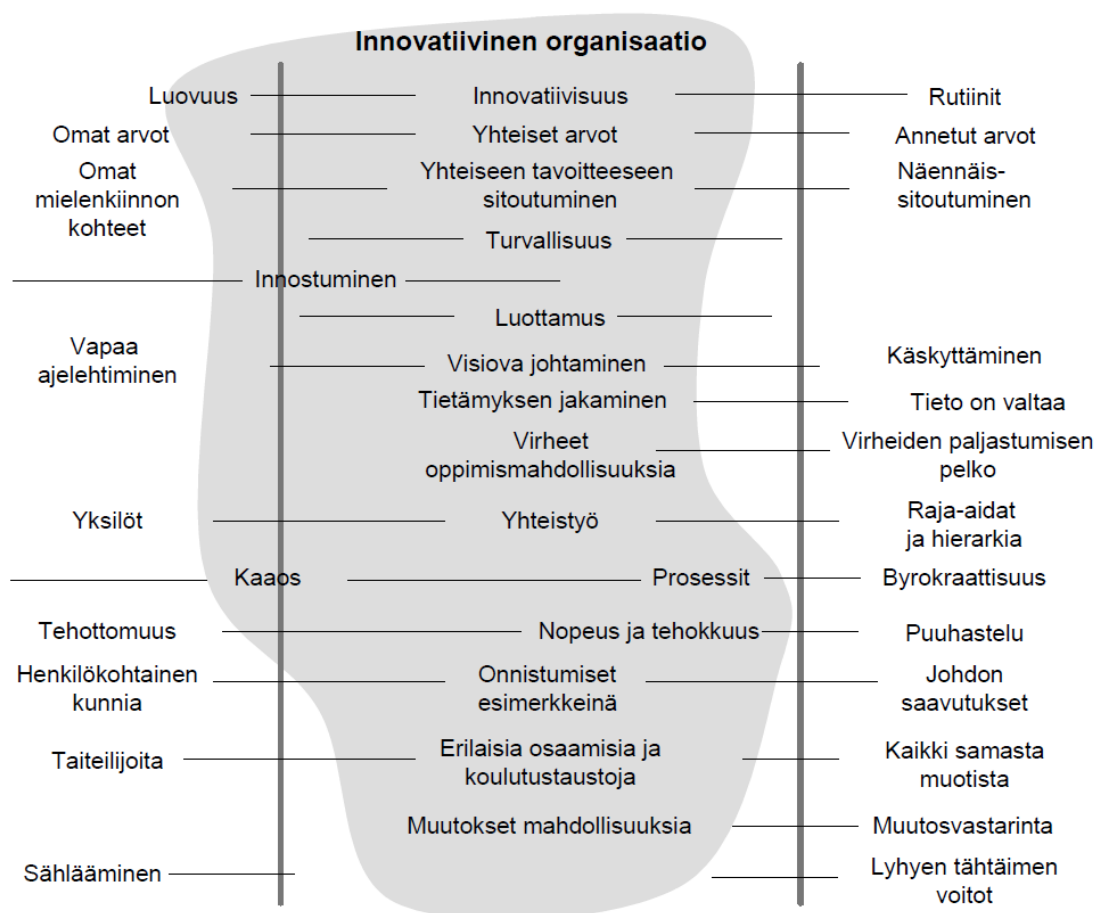 Innovatiivinen organisaatio
Luovuus Innovatiivisuus Rutiinit
Omat arvot Yhteiset arvot Annetut arvot
Omat
mielenkiinnon
kohteet
Yhteiseen tavoitteeseen
sitoutuminen
Näennäis-
sitoutuminen
Turvallisuus
Innostuminen
Luottamus
Vapaa
ajelehtiminen
Visiova johtaminen
Käskyttäminen
Tietämyksen jakaminen Tieto on valtaa
Virheet
oppimismahdollisuuksia
Virheiden paljastumisen
pelko
Yksilöt Yhteistyö
Raja-aidat
ja hierarkia
Kaaos Prosessit Byrokraattisuus
Tehottomuus Nopeus ja tehokkuus Puuhastelu
Henkilökohtainen
kunnia
Onnistumiset
esimerkkeinä
Johdon
saavutukset
Taiteilijoita
Erilaisia osaamisia ja
koulutustaustoja
Kaikki samasta
muotista
Muutokset mahdollisuuksia Muutosvastarinta
Sähläminen
Lyhyen tähtäimen
voitot